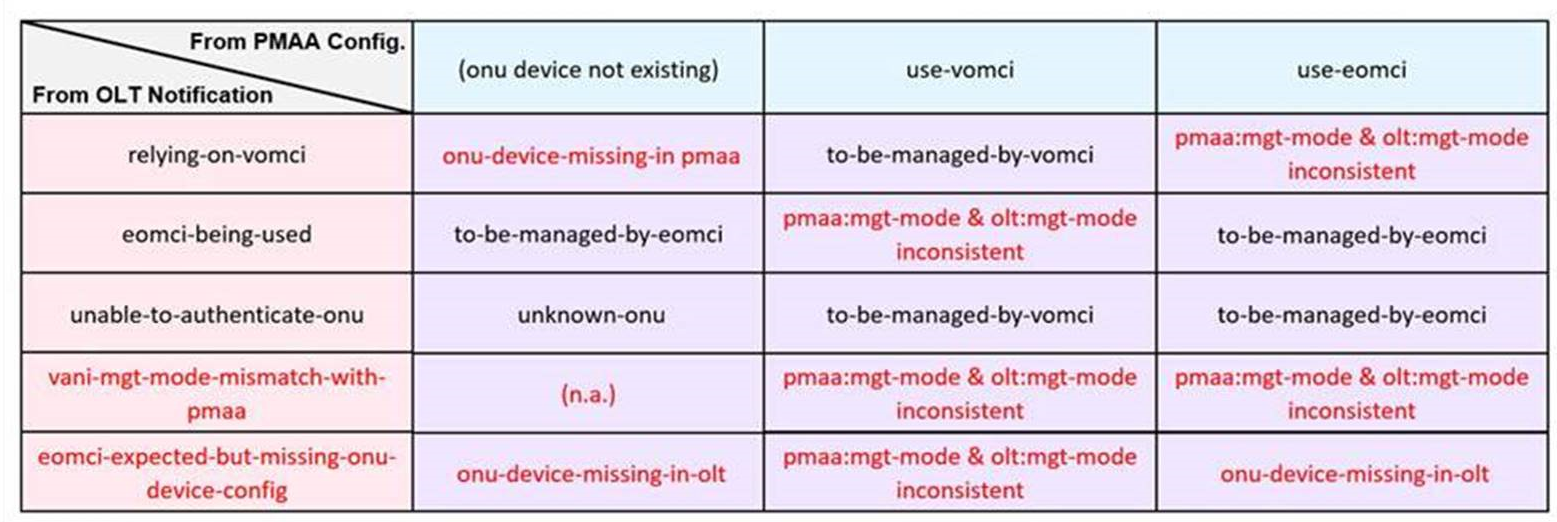 From PMAA Config.
From OLT Notification
(onu device not existing)
use-vomci
use-eomci
relying-on-vomci
onu-device-missing-in pmaa
to-be-managed-by-vomci
pmaa:mgt-mode & olt:mgt-mode
inconsistent
eomci-being-used
to-be-managed-by-eomci
pmaa:mgt-mode & olt:mgt-mode
inconsistent
to-be-managed-by-eomci
unable-to-authenticate-onu
unknown-onu
to-be-managed-by-vomci
to-be-managed-by-eomci
vani-mgt-mode-mismatch-with-
pmaa
(n.a.)
pmaa:mgt-mode & olt:mgt-mode
inconsistent
pmaa:mgt-mode & olt:mgt-mode
inconsistent
eomci-expected-but-missing-onu-
device-config
onu-device-missing-in-olt
pmaa:mgt-mode & olt:mgt-mode
inconsistent
onu-device-missing-in-olt